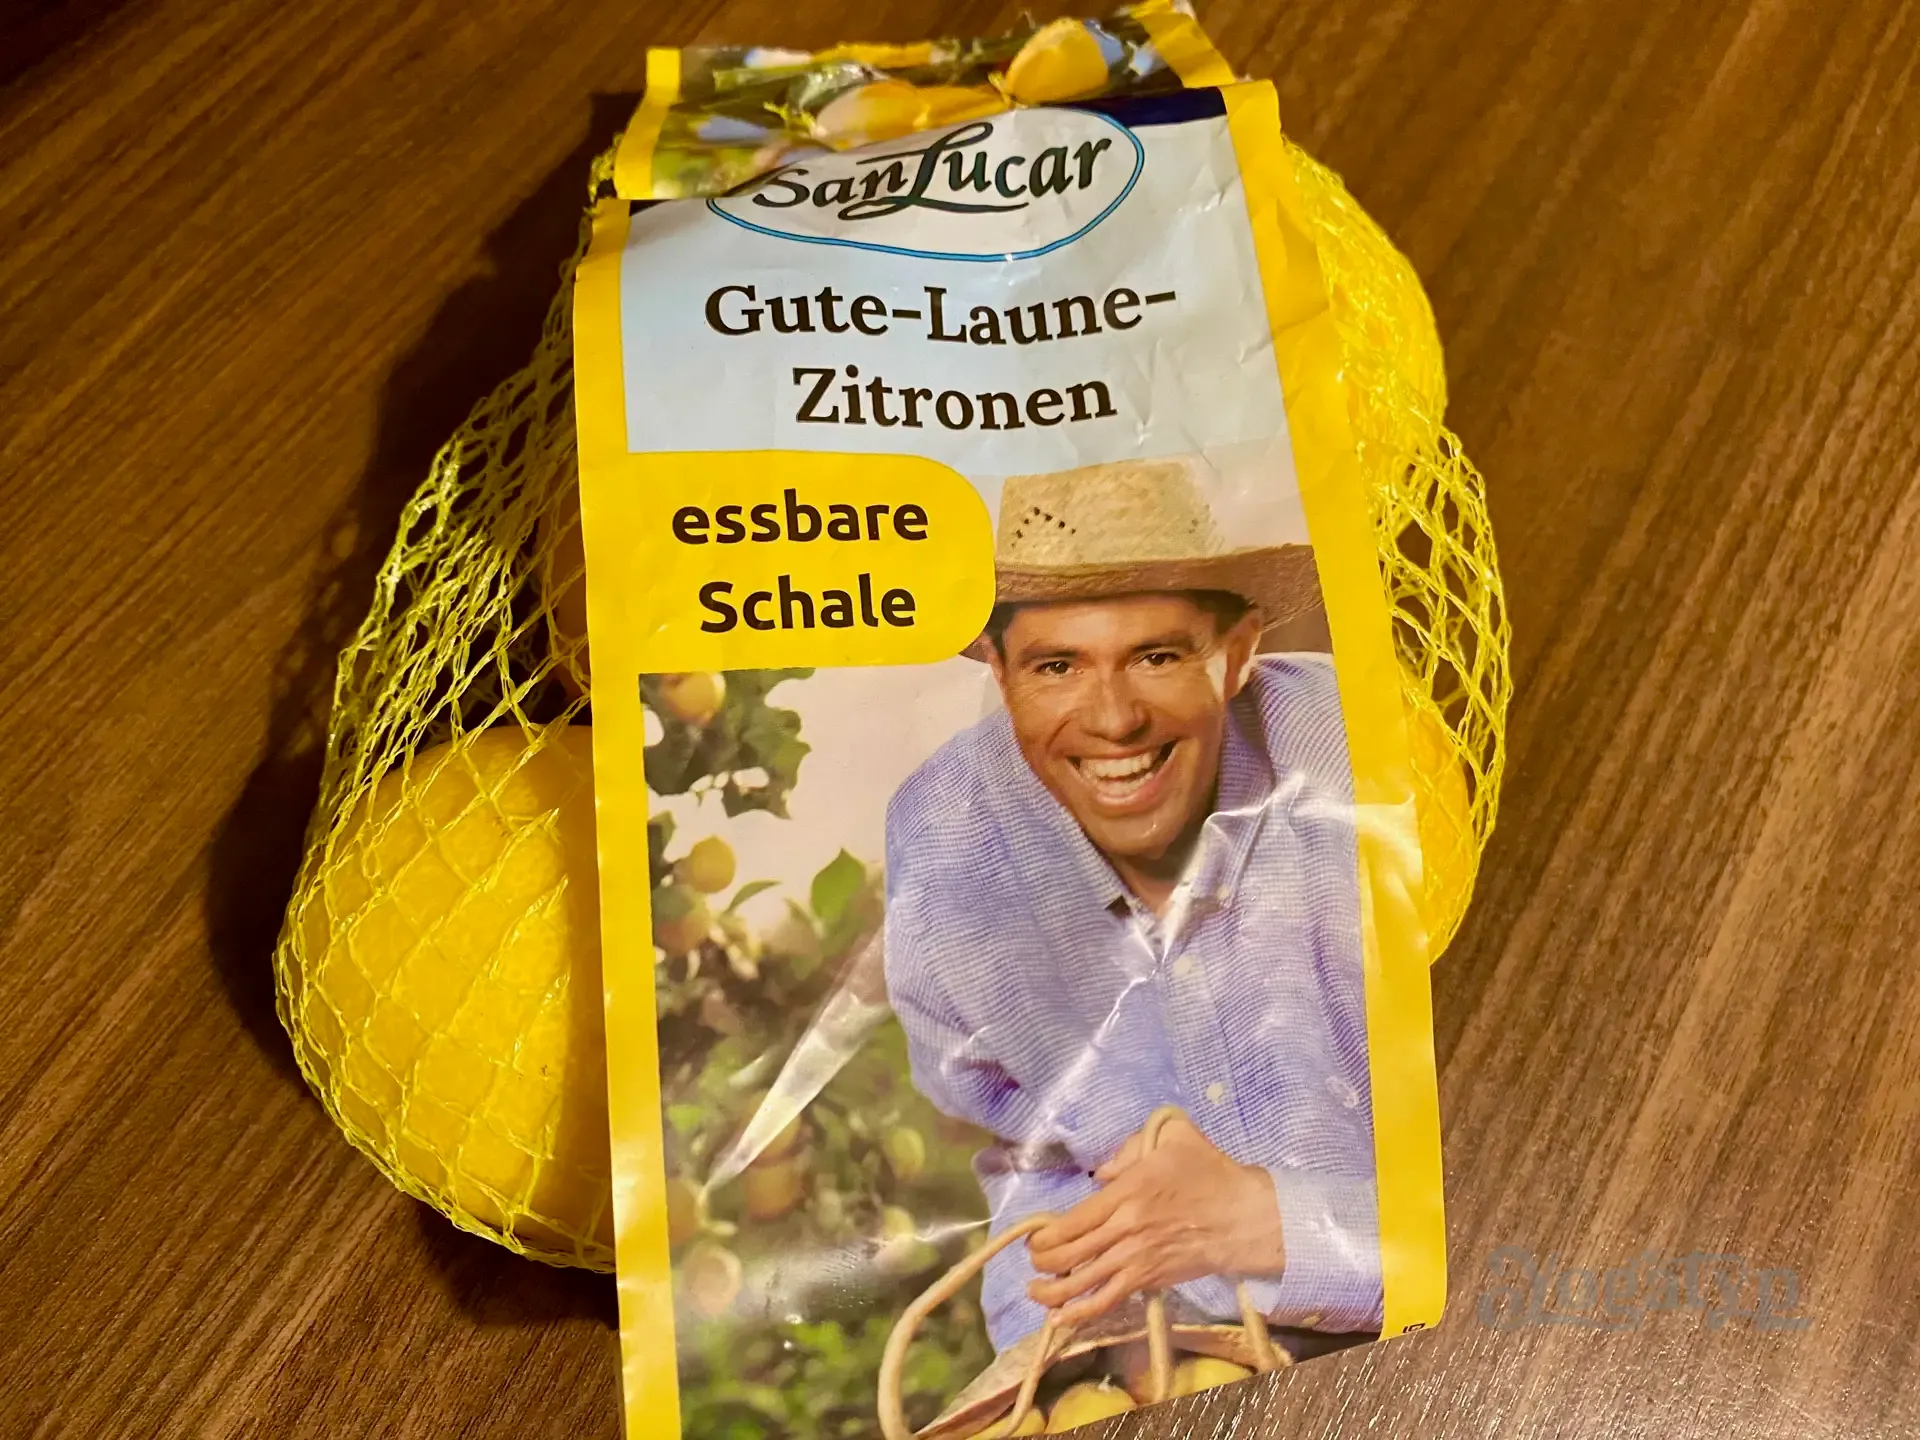 SanLucar
Gute-Laune-
Zitronen
essbare
Schale